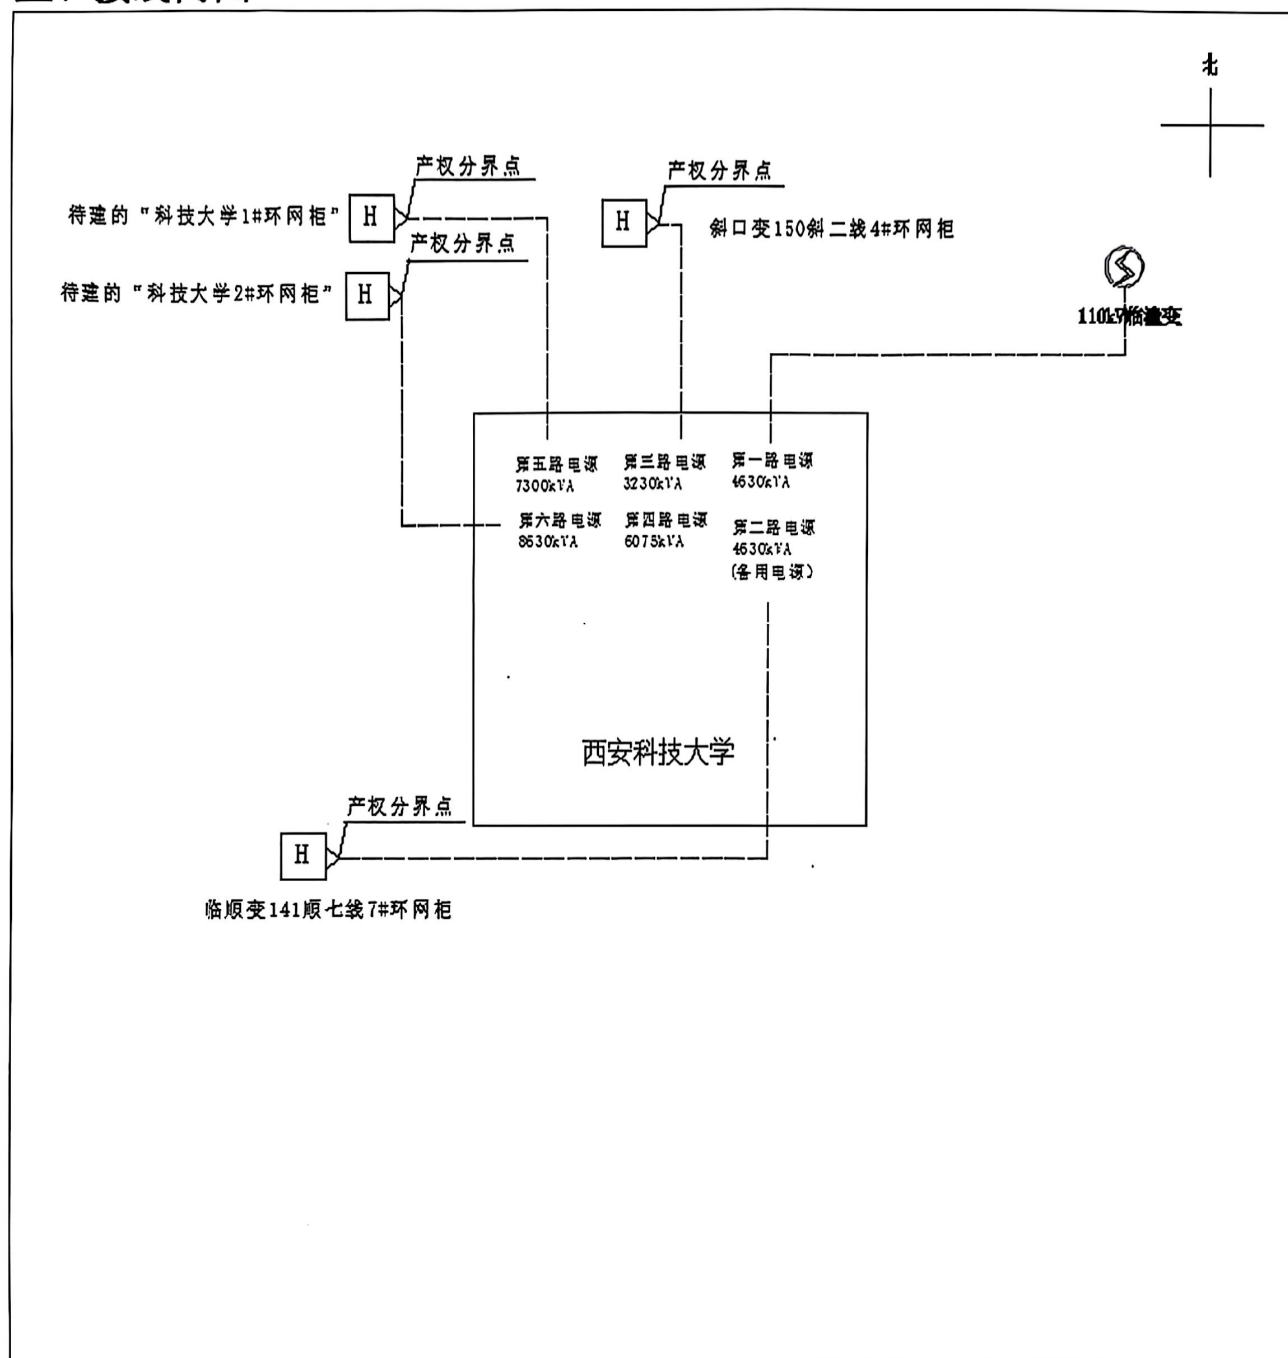 北
产权分界点
产权分界点
待建的"科技大学1#环网柜"
H
H
斜口变150斜二线4#环网柜
产权分界点
待建的"科技大学2#环网柜"
H
110kV临潼变
第五路电源
7300kVA
第三路电源
3230kVA
第一路电源
4630kVA
第六路电源
8630kVA
第四路电源
6075kVA
第二路电源
4630kVA
(备用电源)
西安科技大学
产权分界点
H
临顺变141顺七线7#环网柜